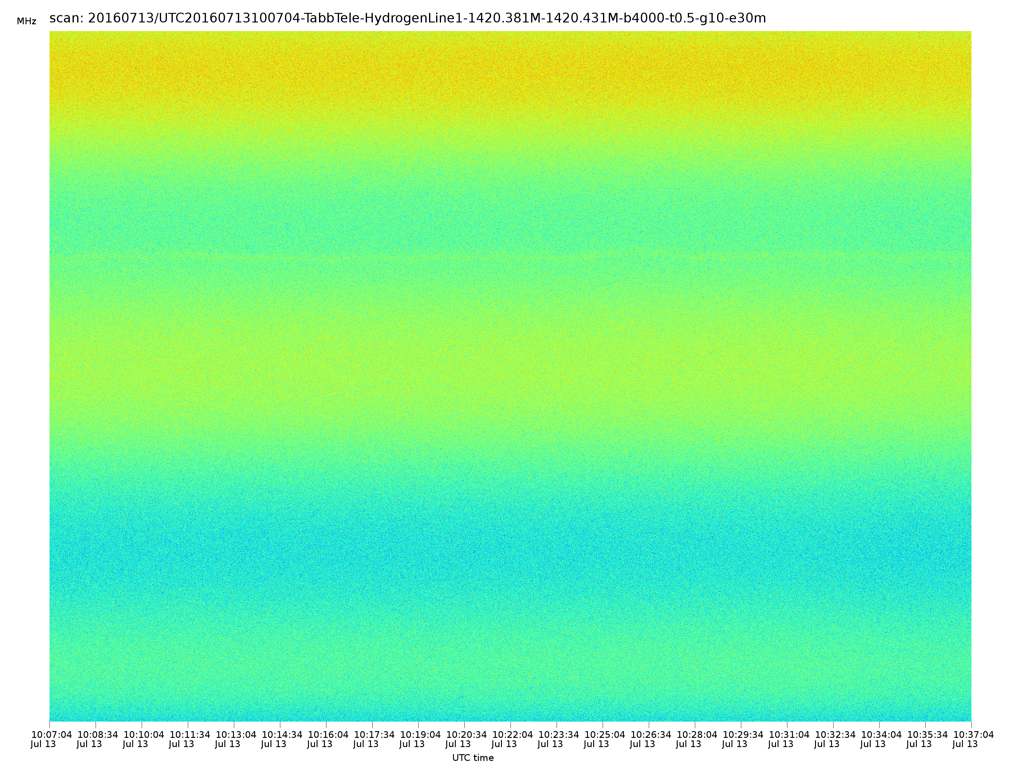 MHz
scan: 20160713/UTC20160713100704-TabbTele-HydrogenLine1-1420.381M-1420.431M-b4000-t0.5-g10-e30m
10:07:04 10:08:34 10:10:04 10:11:34 10:13:04 10:14:34 10:16:04 10:17:34 10:19:04 10:20:34 10:22:04 10:23:34 10:25:04 10:26:34 10:28:04 10:29:34 10:31:04 10:32:34 10:34:04 10:35:34 10:37:04
Jul 13 Jul 13 Jul 13 Jul 13 Jul 13 Jul 13 Jul 13 Jul 13 Jul 13 Jul 13 Jul 13 Jul 13 Jul 13 Jul 13 Jul 13 Jul 13 Jul 13 Jul 13 Jul 13 Jul 13 Jul 13
UTC time